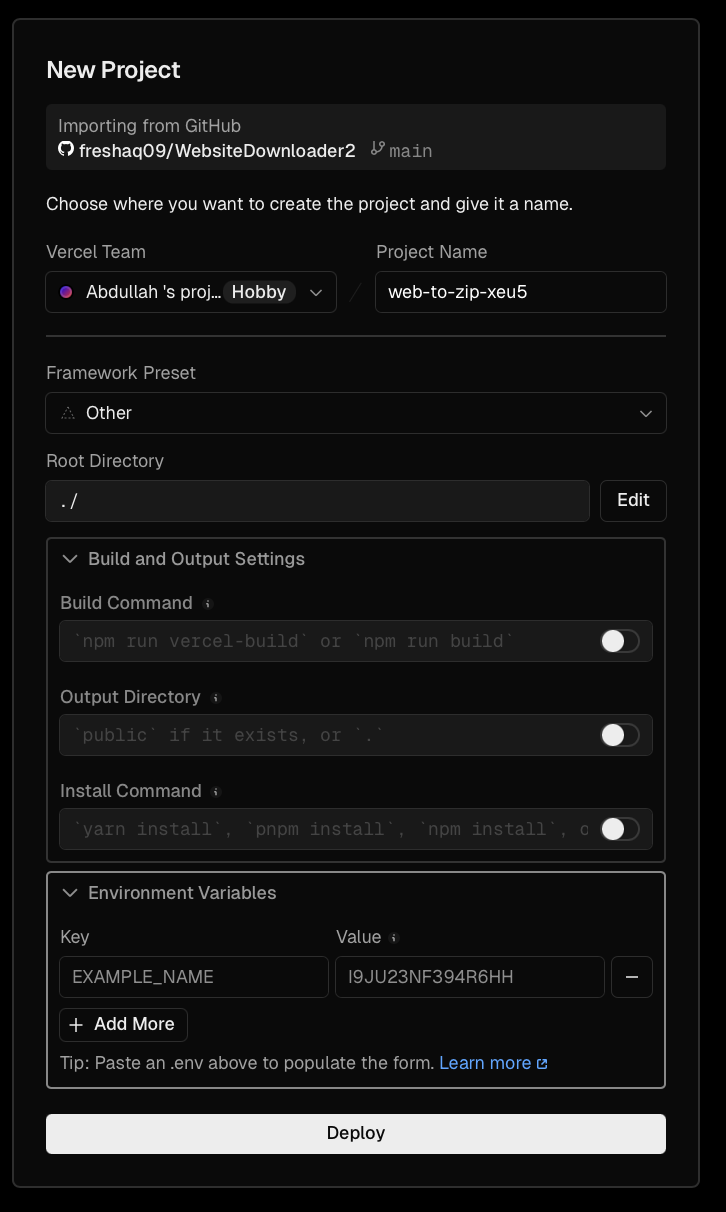 New Project
Importing from GitHub
freshaq09/WebsiteDownloader2 main
Choose where you want to create the project and give it a name.
Vercel Team
Project Name
Abdullah 's proj... Hobby
/
web-to-zip-xeu5
Framework Preset
Other
Root Directory
./
Edit
Build and Output Settings
Build Command
`npm run vercel-build` or `npm run build`
Output Directory
`public` if it exists, or `.`
Install Command
`yarn install`, `pnpm install`, `npm install`, o
Environment Variables
Key
Value
EXAMPLE_NAME
I9JU23NF394R6HH
Add More
Tip: Paste an .env above to populate the form. Learn more
Deploy